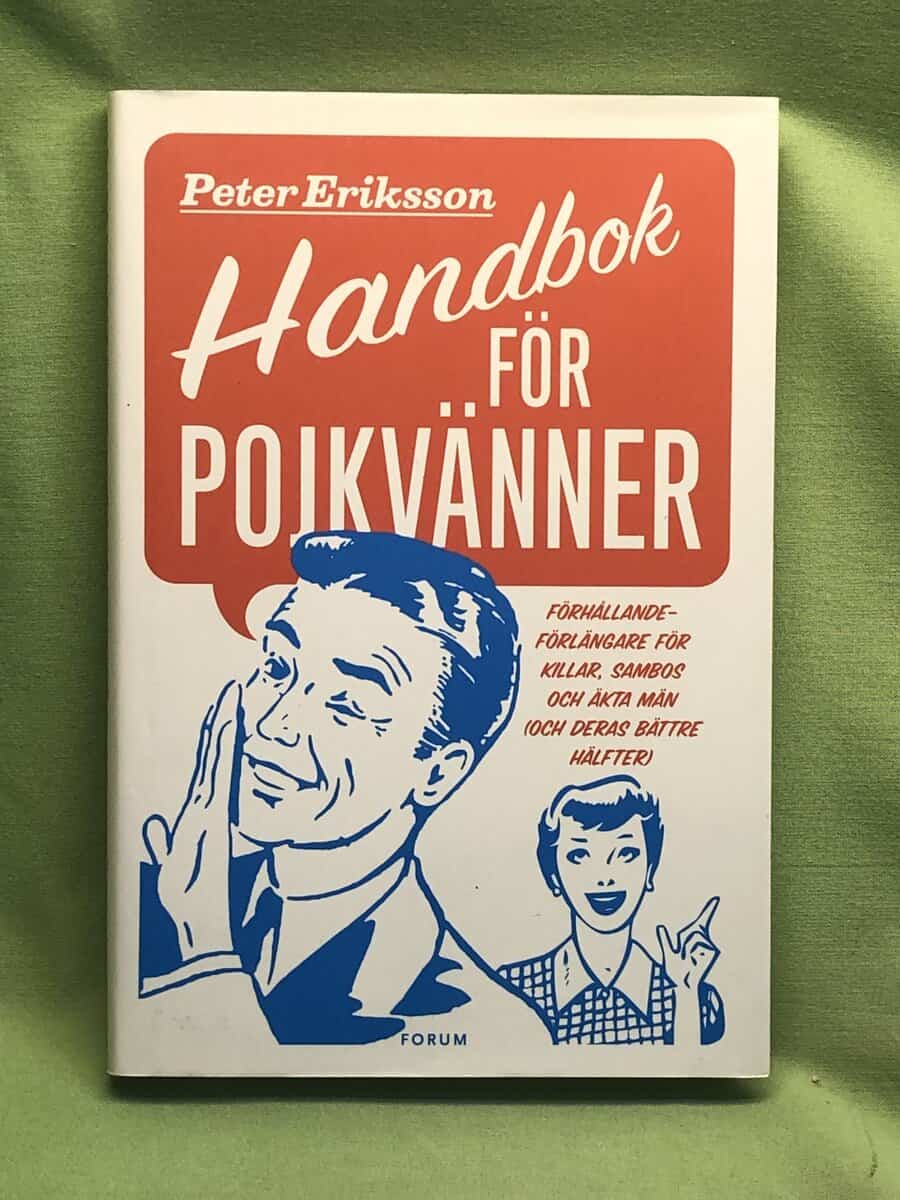 Peter Eriksson
Handbok
FÖR
POJKVÄNNER
FÖRHÅLLANDE-
FÖRLÄNGARE FÖR
KILLAR, SAMBOS
OCH ÄKTA MÄN
(OCH DERAS BÄTTRE
HÄLFTER)
FORUM